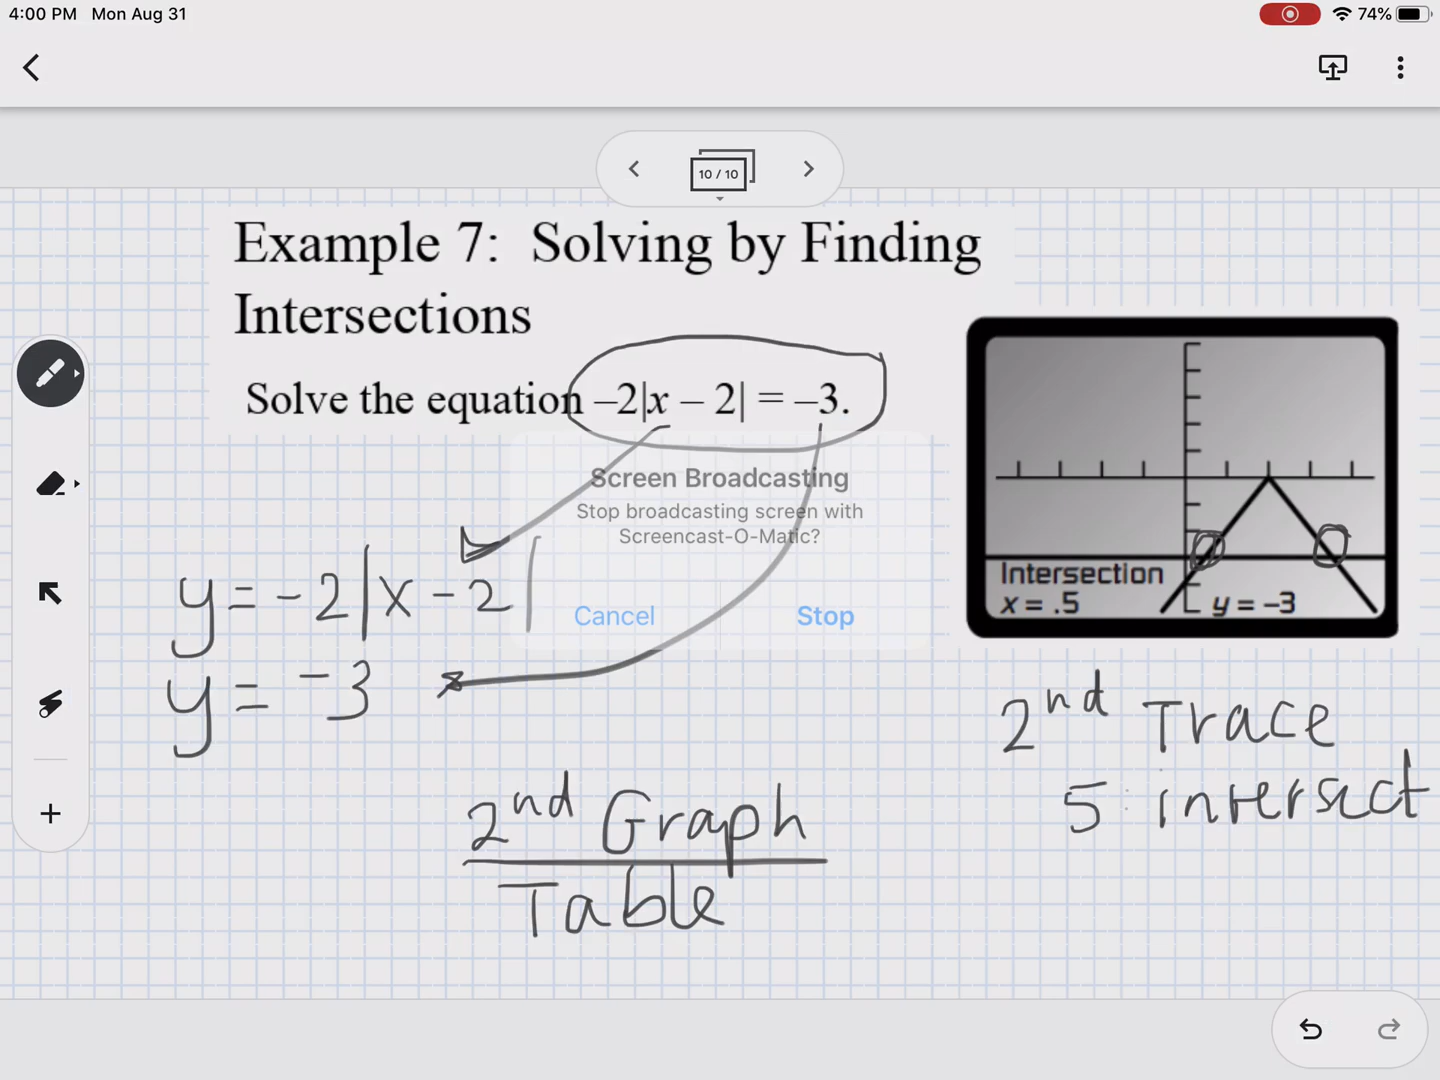 4:00 PM Mon Aug 31
74%
10 / 10
Example 7: Solving by Finding
Intersections
Solve the equation –2|x – 2| = –3.
Screen Broadcasting
Stop broadcasting screen with
Screencast-O-Matic?
Cancel Stop
y = -2|x - 2|
y = -3
Intersection
x = .5 y = -3
2nd Trace
5: intersect
2nd Graph
Table